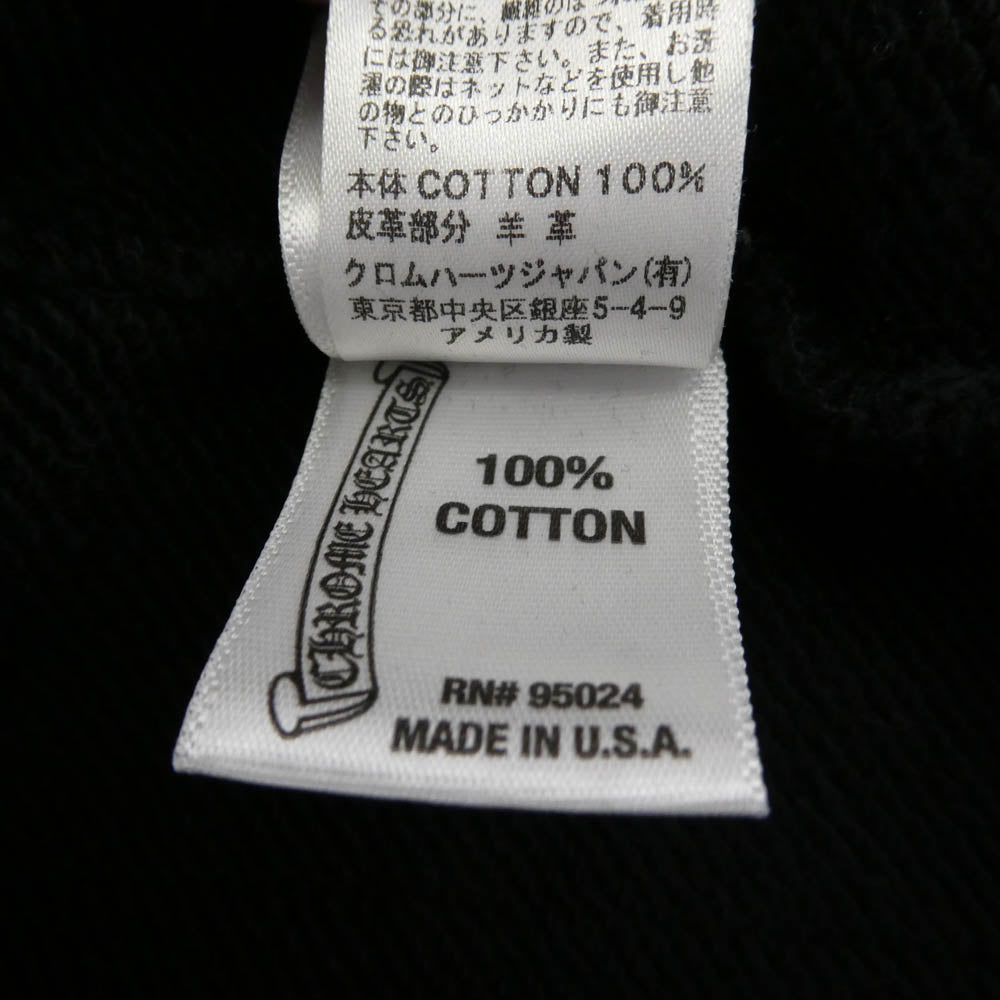 の部分に、繊維のほ
る恐れがありますので、着用時
には御注意下さい。また、お洗
濯の際はネットなどを使用し他
の物とのひっかかりにも御注意
下さい。
本体 COTTON 100%
皮革部分 羊革
クロムハーツジャパン(有)
東京都中央区銀座5-4-9
アメリカ製
CHROME HEARTS
100%
COTTON
RN# 95024
MADE IN U.S.A.